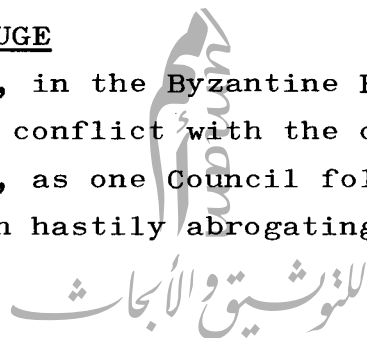 UGE
, in the Byzantine E
conflict with the c
, as one Council fol
n hastily abrogating
للتوثيق والأبحاث